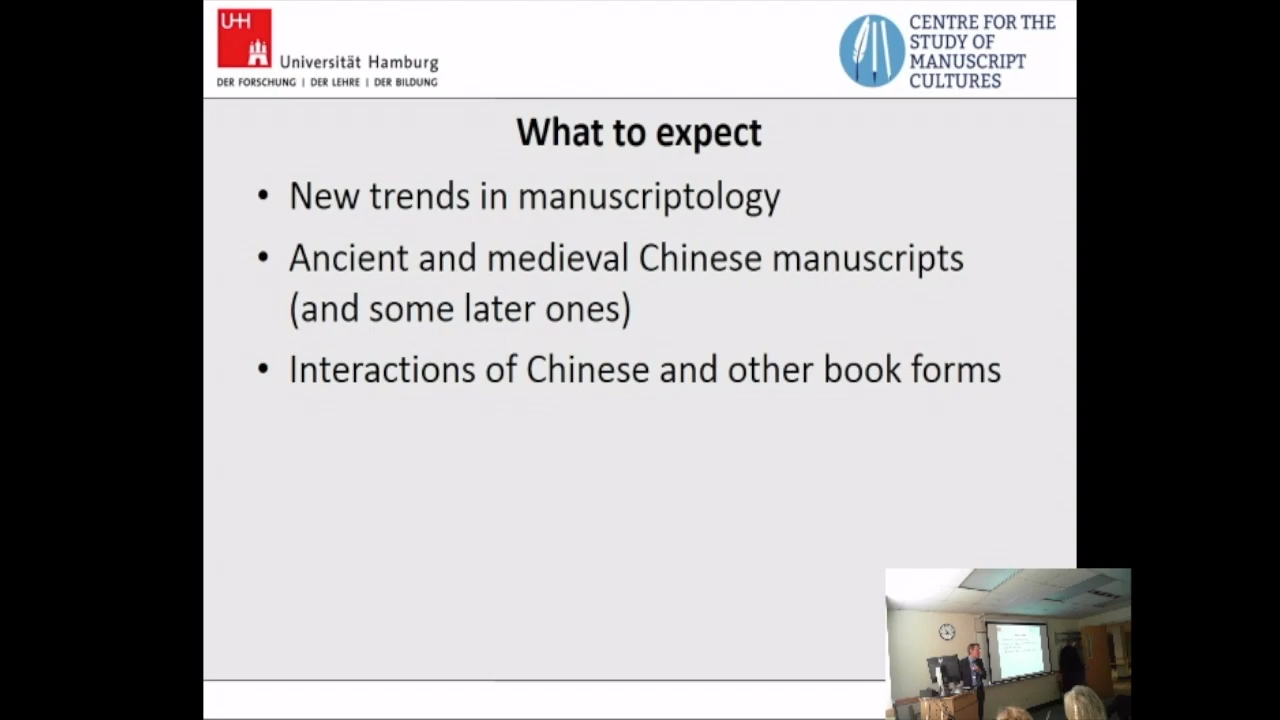 UHH
Universität Hamburg
DER FORSCHUNG | DER LEHRE | DER BILDUNG
CENTRE FOR THE
STUDY OF
MANUSCRIPT
CULTURES
What to expect
• New trends in manuscriptology
• Ancient and medieval Chinese manuscripts
(and some later ones)
• Interactions of Chinese and other book forms